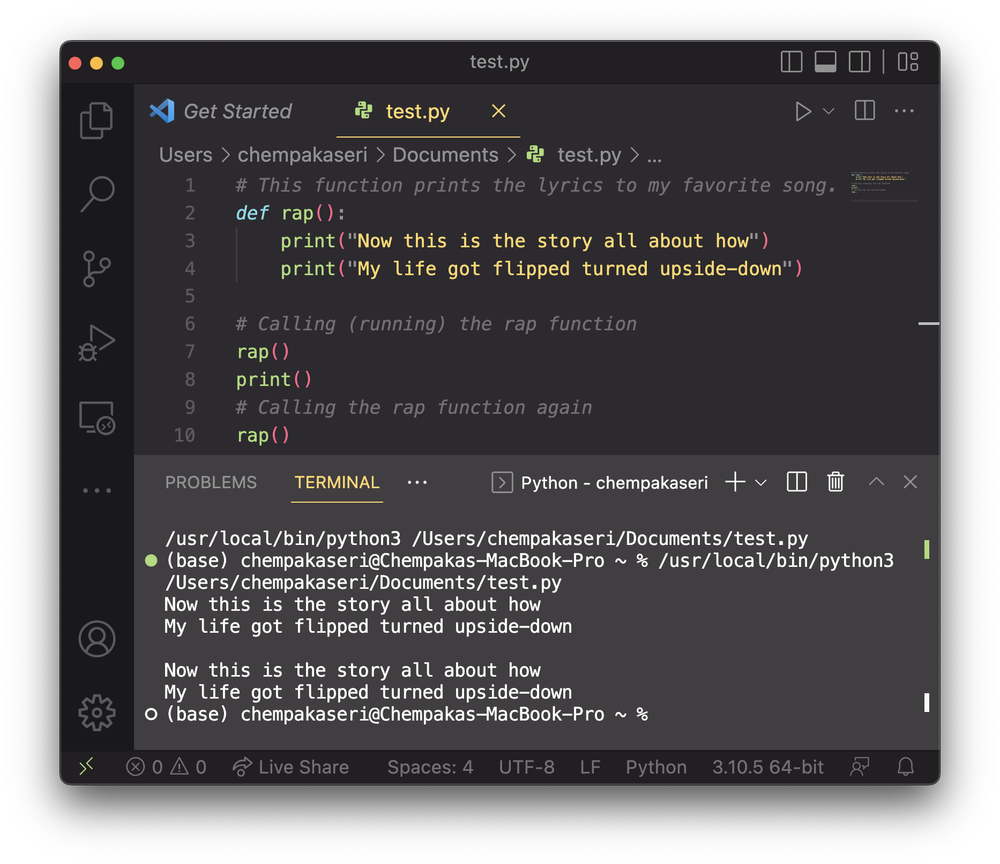 test.py
Get Started test.py
Users > chempakaseri > Documents > test.py > ...
1 # This function prints the lyrics to my favorite song.
2 def rap():
3     print("Now this is the story all about how")
4     print("My life got flipped turned upside-down")
5
6 # Calling (running) the rap function
7 rap()
8 print()
9 # Calling the rap function again
10 rap()
PROBLEMS TERMINAL ... Python - chempakaseri
/usr/local/bin/python3 /Users/chempakaseri/Documents/test.py
(base) chempakaseri@Chempakas-MacBook-Pro ~ % /usr/local/bin/python3
/Users/chempakaseri/Documents/test.py
Now this is the story all about how
My life got flipped turned upside-down
Now this is the story all about how
My life got flipped turned upside-down
(base) chempakaseri@Chempakas-MacBook-Pro ~ %
0 0 Live Share Spaces: 4 UTF-8 LF Python 3.10.5 64-bit